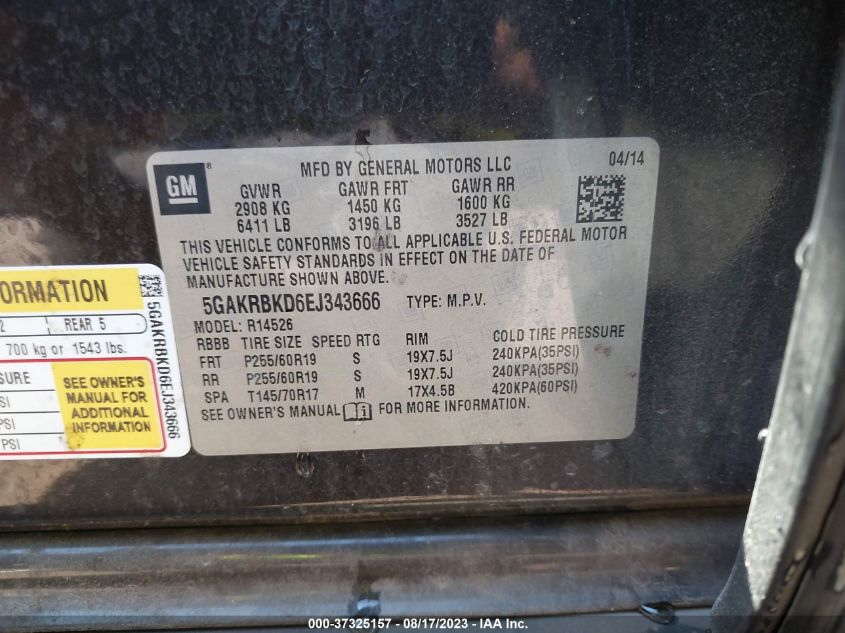 GM ®
MFD BY GENERAL MOTORS LLC
04/14
GVWR GAWR FRT GAWR RR
2908 KG 1450 KG 1600 KG
6411 LB 3196 LB 3527 LB
THIS VEHICLE CONFORMS TO ALL APPLICABLE U.S. FEDERAL MOTOR
VEHICLE SAFETY STANDARDS IN EFFECT ON THE DATE OF
MANUFACTURE SHOWN ABOVE.
5GAKRBKD6EJ343666 TYPE: M.P.V.
MODEL: R14526
RBBB TIRE SIZE SPEED RTG RIM COLD TIRE PRESSURE
FRT P255/60R19 S 19X7.5J 240KPA(35PSI)
RR P255/60R19 S 19X7.5J 240KPA(35PSI)
SPA T145/70R17 M 17X4.5B 420KPA(60PSI)
SEE OWNER'S MANUAL FOR MORE INFORMATION.
ORMATION
2 REAR 5
700 kg or 1543 lbs.
SURE
SI
PSI
PSI
SEE OWNER'S
MANUAL FOR
ADDITIONAL
INFORMATION
5GAKRBKD6EJ343666
000-37325157 - 08/17/2023 - IAA Inc.